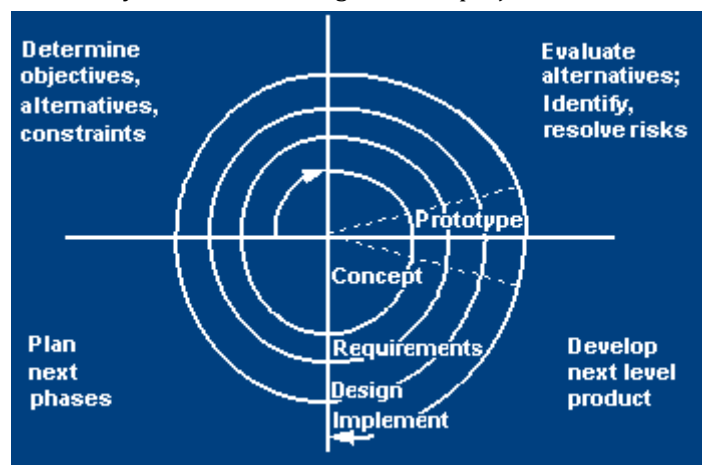 Determine
objectives,
alternatives,
constraints
Evaluate
alternatives;
Identify,
resolve risks
Prototype
Concept
Requirements
Design
Implement
Plan
next
phases
Develop
next level
product